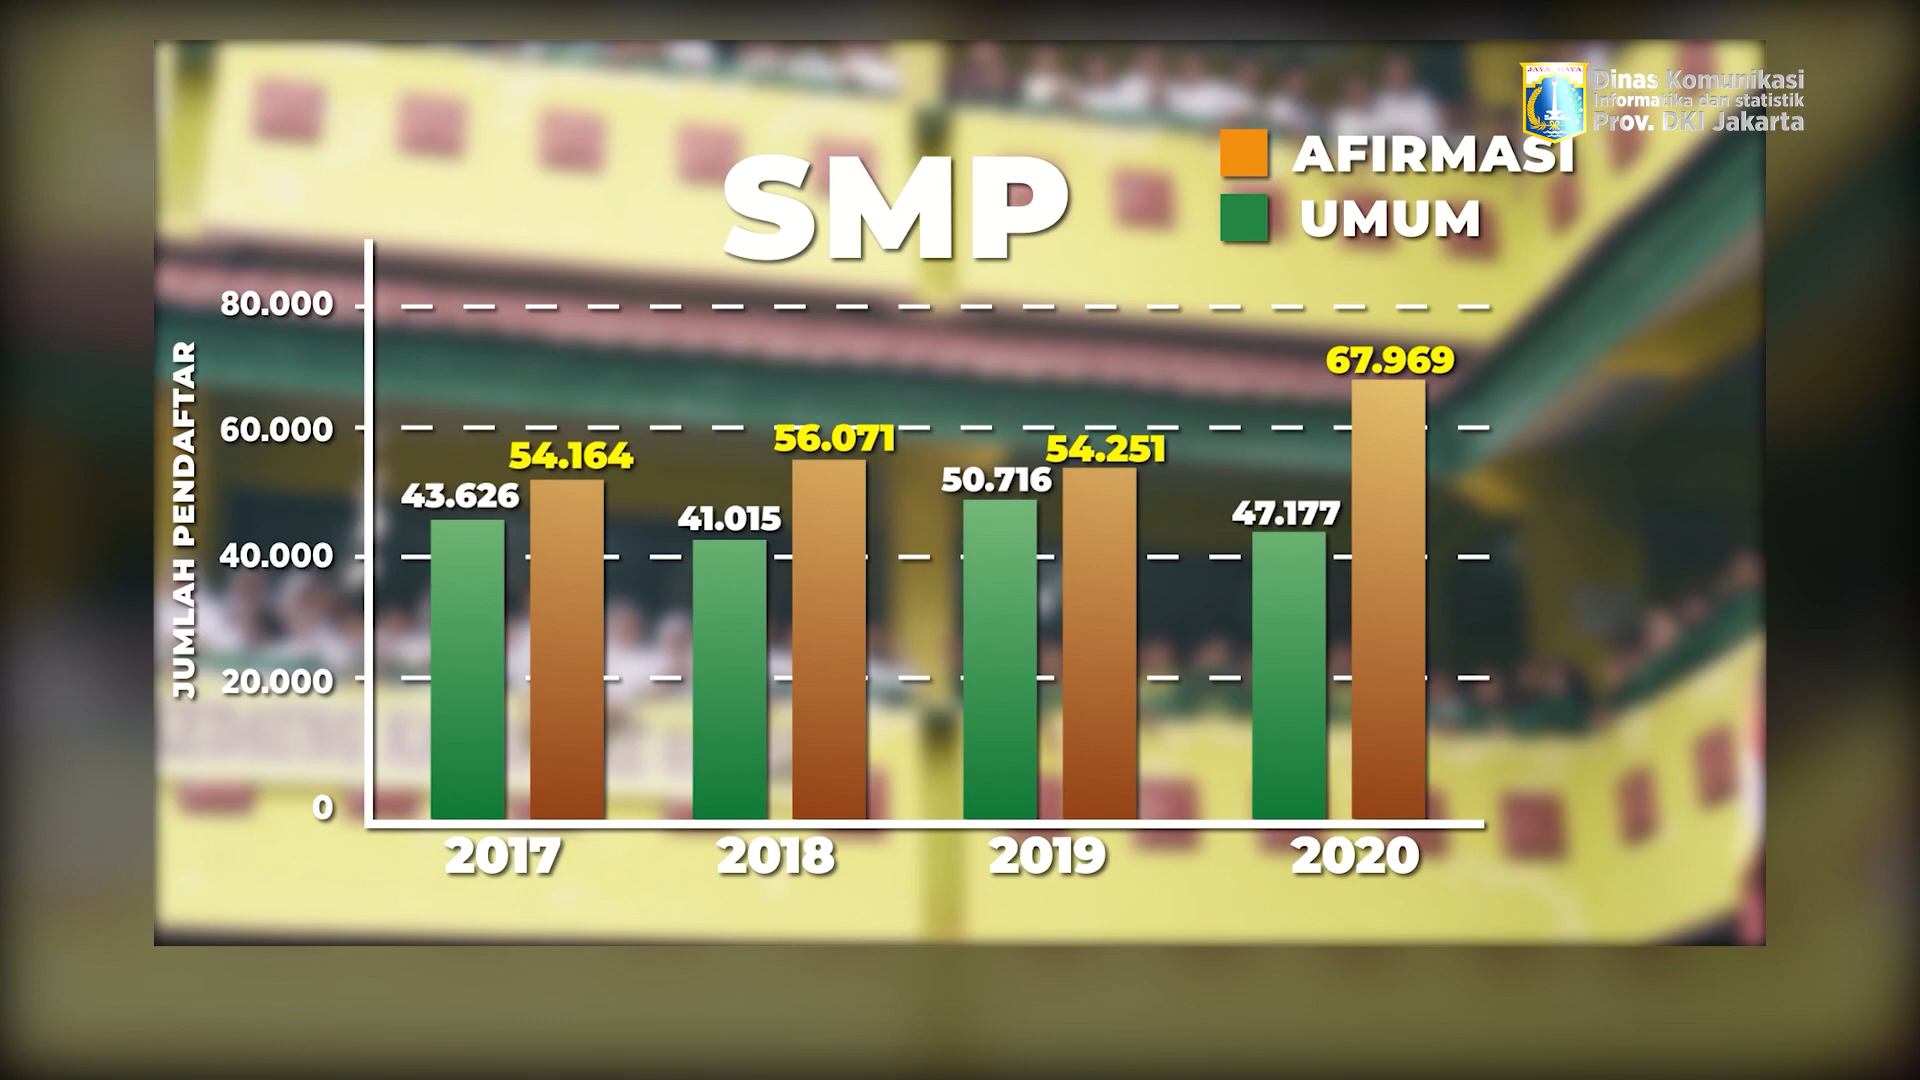 JAYA RAYA
Dinas Komunikasi
Informatika dan statistik
Prov. DKI Jakarta
SMP
AFIRMASI
UMUM
JUMLAH PENDAFTAR
80.000
60.000
40.000
20.000
0
43.626
54.164
41.015
56.071
50.716
54.251
47.177
67.969
2017
2018
2019
2020